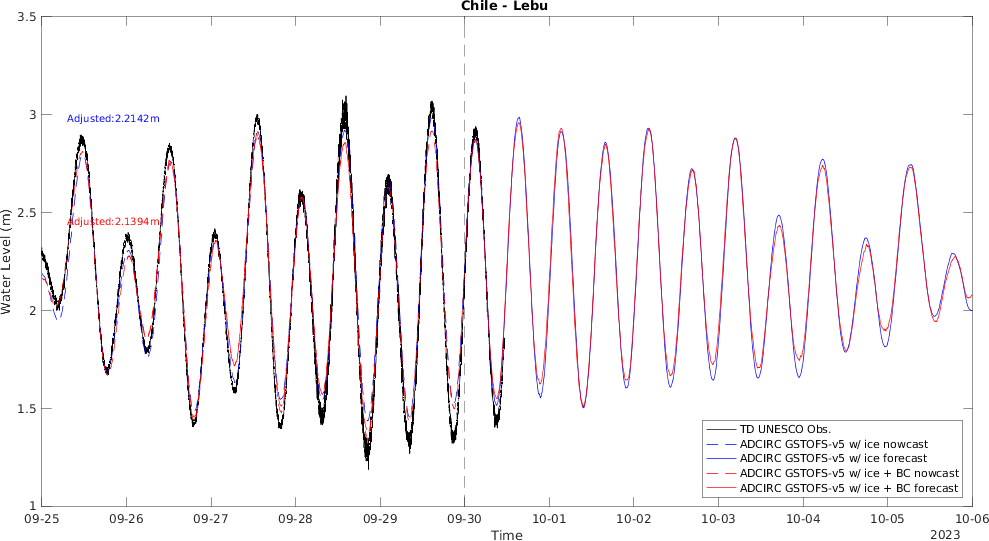 Chile - Lebu
3.5
3
2.5
2
1.5
1
Water Level (m)
Adjusted:2.2142m
Adjusted:2.1394m
TD UNESCO Obs.
ADCIRC GSTOFS-v5 w/ ice nowcast
ADCIRC GSTOFS-v5 w/ ice forecast
ADCIRC GSTOFS-v5 w/ ice + BC nowcast
ADCIRC GSTOFS-v5 w/ ice + BC forecast
09-25 09-26 09-27 09-28 09-29 09-30 10-01 10-02 10-03 10-04 10-05 10-06
Time
2023